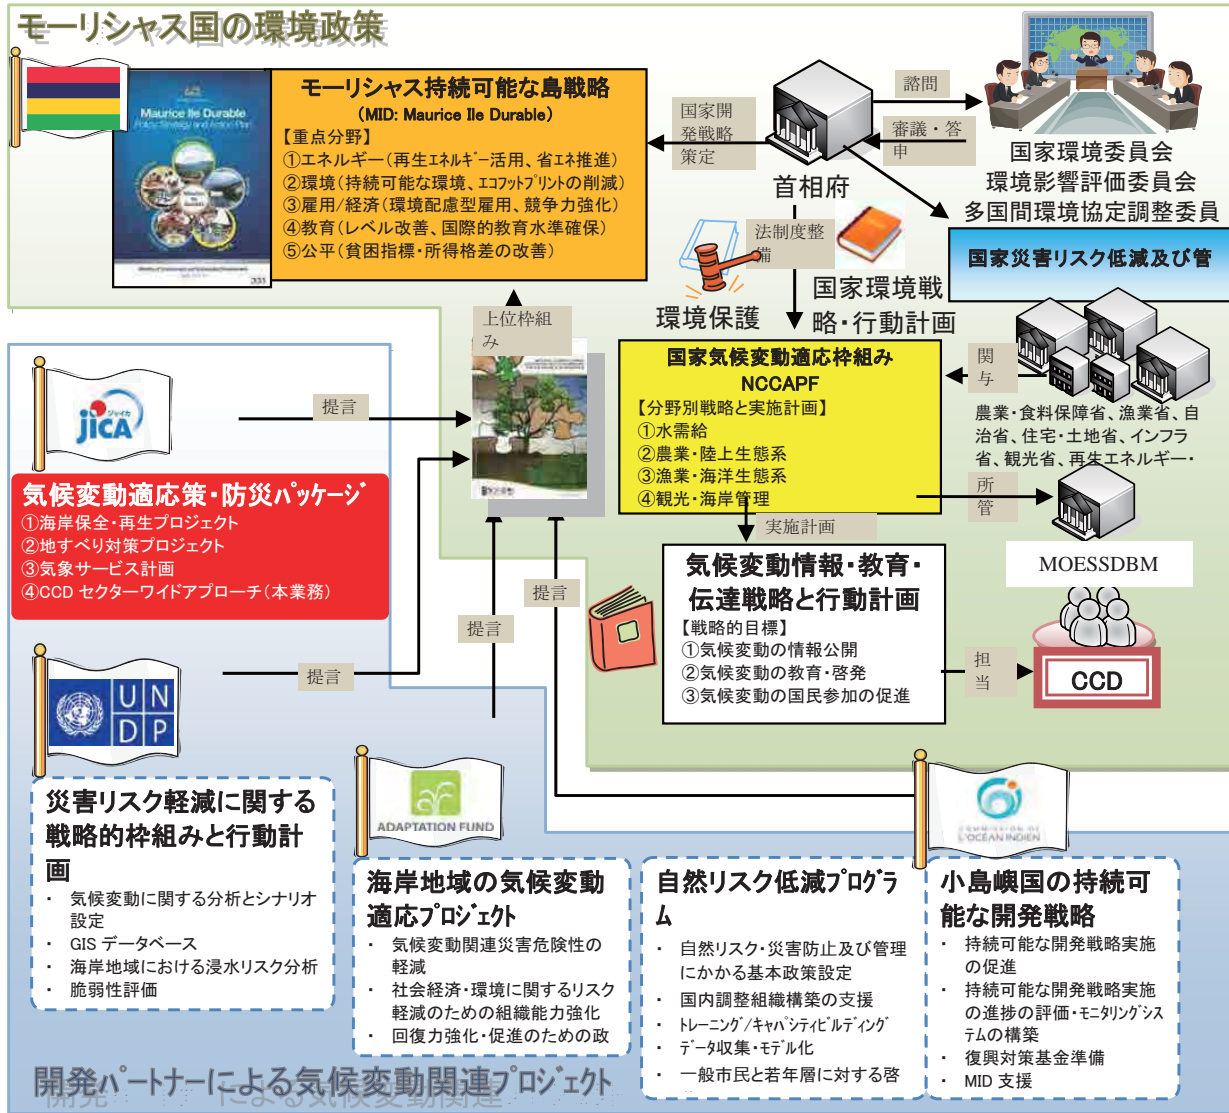 モーリシャス国の環境政策
Maurice Ile Durable
モーリシャス持続可能な島戦略
(MID: Maurice Ile Durable)
【重点分野】
①エネルギー(再生エネルギー活用、省エネ推進)
②環境(持続可能な環境、エコフットプリントの削減)
③雇用/経済(環境配慮型雇用、競争力強化)
④教育(レベル改善、国際的教育水準確保)
⑤公平(貧困指標・所得格差の改善)
国家開
発戦略
策定
首相府
諮問
審議・答
申
国家環境委員会
環境影響評価委員会
多国間環境協定調整委員
国家災害リスク低減及び管
法制度整
備
環境保護
国家環境戦
略・行動計画
上位枠組
み
国家気候変動適応枠組み
NCCAPF
【分野別戦略と実施計画】
①水需給
②農業・陸上生態系
③漁業・海洋生態系
④観光・海岸管理
関
与
農業・食料保障省、漁業省、自
治省、住宅・土地省、インフラ
省、観光省、再生エネルギー・
所
管
MOESSDBM
実施計画
気候変動情報・教育・
伝達戦略と行動計画
【戦略的目標】
①気候変動の情報公開
②気候変動の教育・啓発
③気候変動の国民参加の促進
担
当
CCD
ジャイカ
jICA
提言
気候変動適応策・防災パッケージ
①海岸保全・再生プロジェクト
②地すべり対策プロジェクト
③気象サービス計画
④CCD セクターワイドアプローチ(本業務)
提言
提言
提言
U N
D P
災害リスク軽減に関する
戦略的枠組みと行動計
画
・ 気候変動に関する分析とシナリオ
設定
・ GIS データベース
・ 海岸地域における浸水リスク分析
・ 脆弱性評価
ADAPTATION FUND
海岸地域の気候変動
適応プロジェクト
・ 気候変動関連災害危険性の
軽減
・ 社会経済・環境に関するリスク
軽減のための組織能力強化
・ 回復力強化・促進のための政
自然リスク低減プログラ
ム
・ 自然リスク・災害防止及び管理
にかかる基本政策設定
・ 国内調整組織構築の支援
・ トレーニング/キャパシティビルディング
・ データ収集・モデル化
・ 一般市民と若年層に対する啓
COMMISSION DE
L'OCEAN INDIEN
小島嶼国の持続可
能な開発戦略
・ 持続可能な開発戦略実施
の促進
・ 持続可能な開発戦略実施
の進捗の評価・モニタリングシス
テムの構築
・ 復興対策基金準備
・ MID 支援
開発パートナーによる気候変動関連プロジェクト